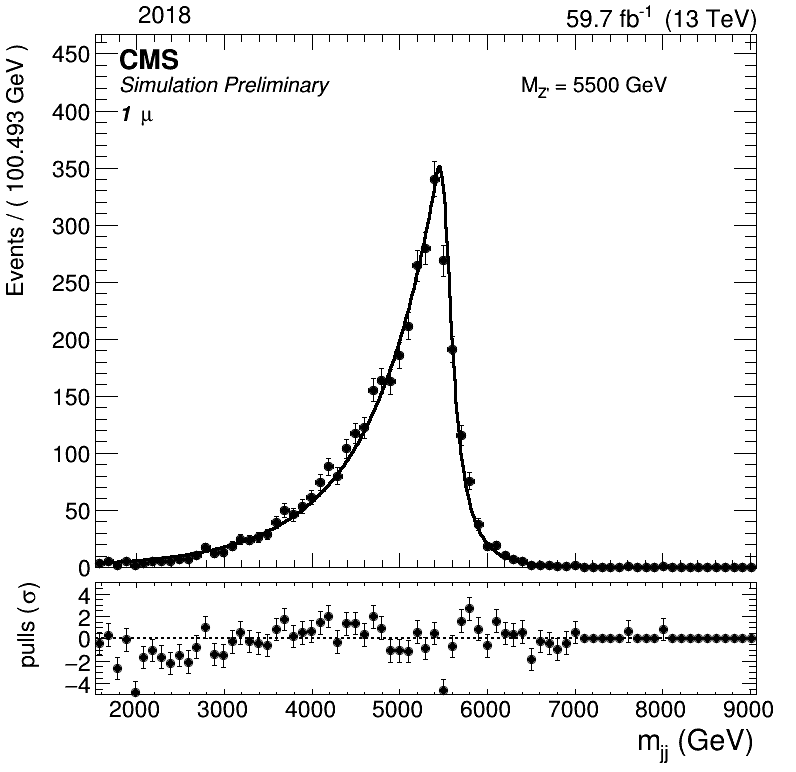 2018 59.7 fb⁻¹ (13 TeV)
CMS
Simulation Preliminary
1 μ
M_Z' = 5500 GeV
Events / ( 100.493 GeV )
450
400
350
300
250
200
150
100
50
0
pulls (σ)
4
2
0
−2
−4
2000 3000 4000 5000 6000 7000 8000 9000
m_jj (GeV)